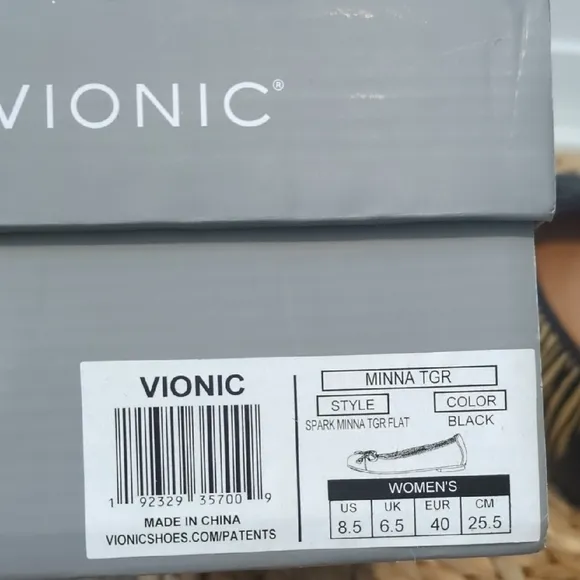 VIONIC®
VIONIC
1 92329 35700 9
MADE IN CHINA
VIONICSHOES.COM/PATENTS
MINNA TGR
STYLE COLOR
SPARK MINNA TGR FLAT BLACK
WOMEN'S
US UK EUR CM
8.5 6.5 40 25.5